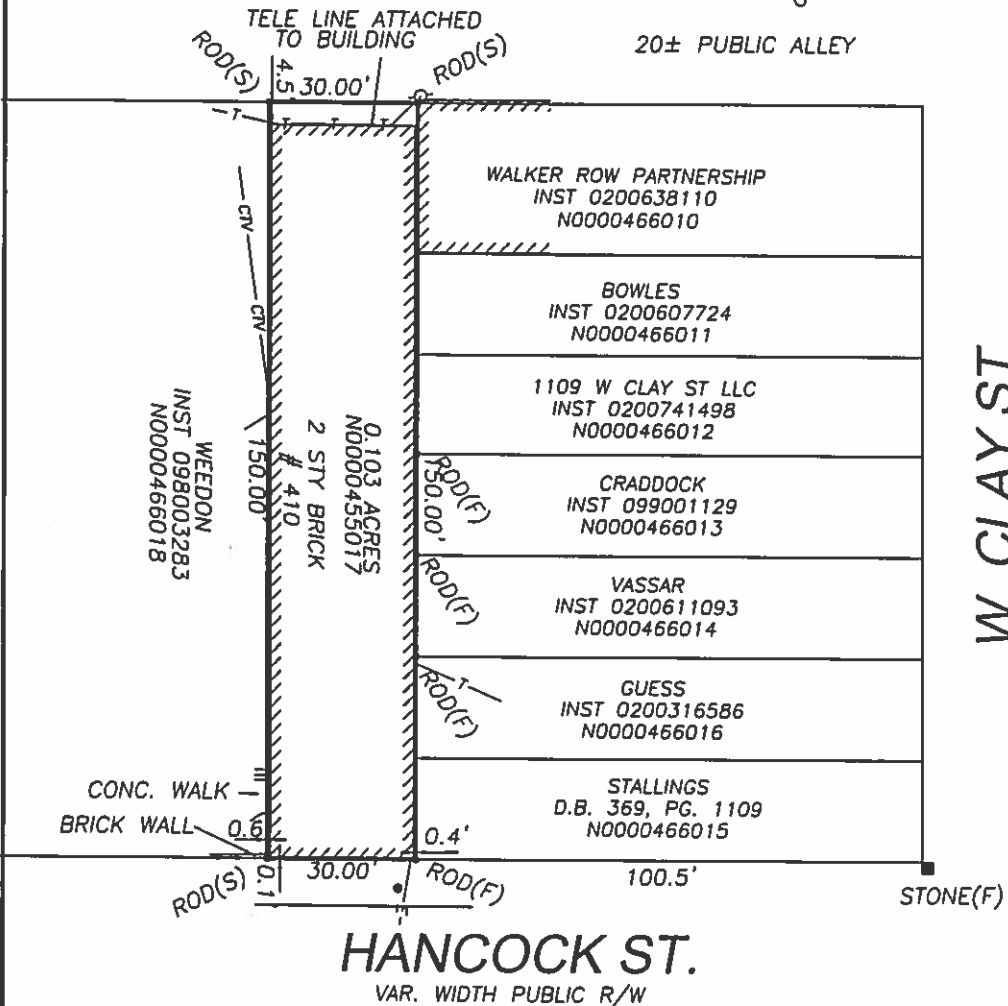 TELE LINE ATTACHED
TO BUILDING
20± PUBLIC ALLEY
ROD(S)
4.5'
30.00'
ROD(S)
T
T
T
T
WALKER ROW PARTNERSHIP
INST 0200638110
N0000466010
CTV
CTV
BOWLES
INST 0200607724
N0000466011
1109 W CLAY ST LLC
INST 0200741498
N0000466012
W CLAY ST
WEEDON
INST 098003283
N0000466018
150.00'
0.103 ACRES
N0000455017
2 STY BRICK
# 410
150.00'
ROD(F)
CRADDOCK
INST 099001129
N0000466013
ROD(F)
VASSAR
INST 0200611093
N0000466014
ROD(F)
T
GUESS
INST 0200316586
N0000466016
STALLINGS
D.B. 369, PG. 1109
N0000466015
CONC. WALK
BRICK WALL
0.6
0.4'
ROD(S)
0.1
30.00'
ROD(F)
100.5'
STONE(F)
HANCOCK ST.
VAR. WIDTH PUBLIC R/W